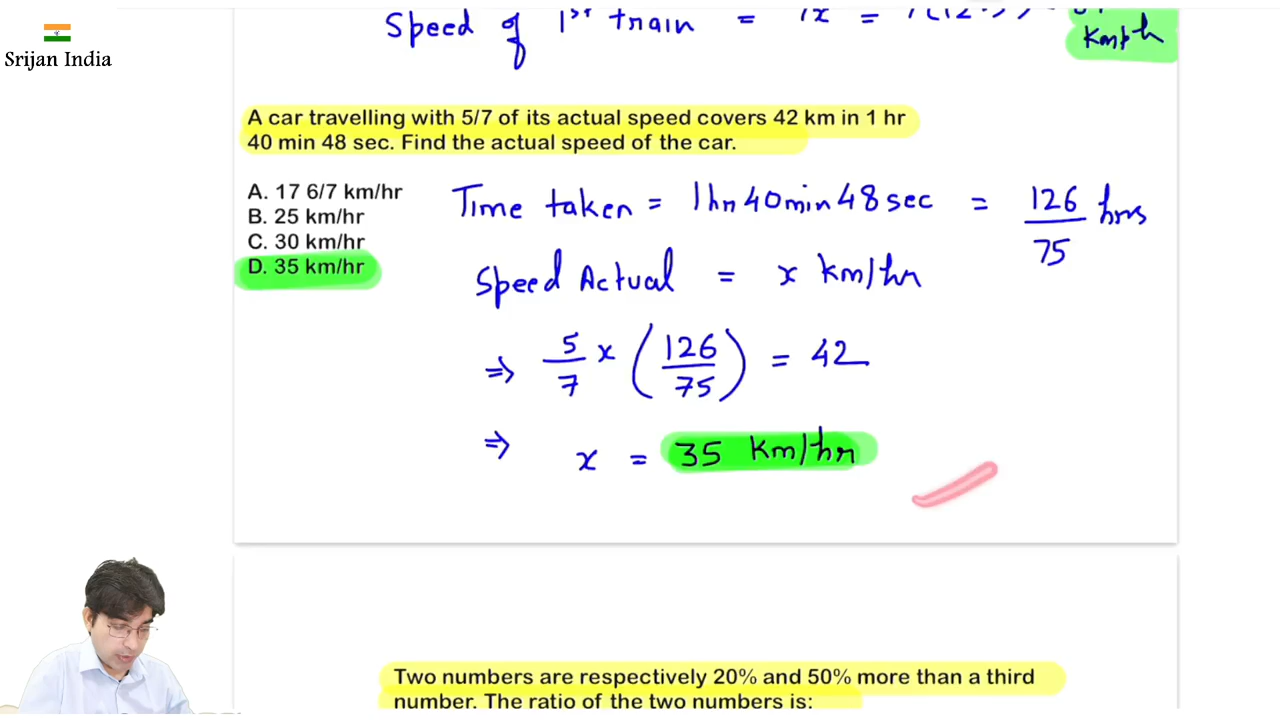 Speed of 1st train = 7x =
Kmph
Srijan India
A car travelling with 5/7 of its actual speed covers 42 km in 1 hr
40 min 48 sec. Find the actual speed of the car.
A. 17 6/7 km/hr
B. 25 km/hr
C. 30 km/hr
D. 35 km/hr
Time taken = 1hr 40min 48 sec = 126/75 hrs
Speed Actual = x km/hr
⇒ 5/7 x (126/75) = 42
⇒ x = 35 Km/hr
Two numbers are respectively 20% and 50% more than a third
number. The ratio of the two numbers is: